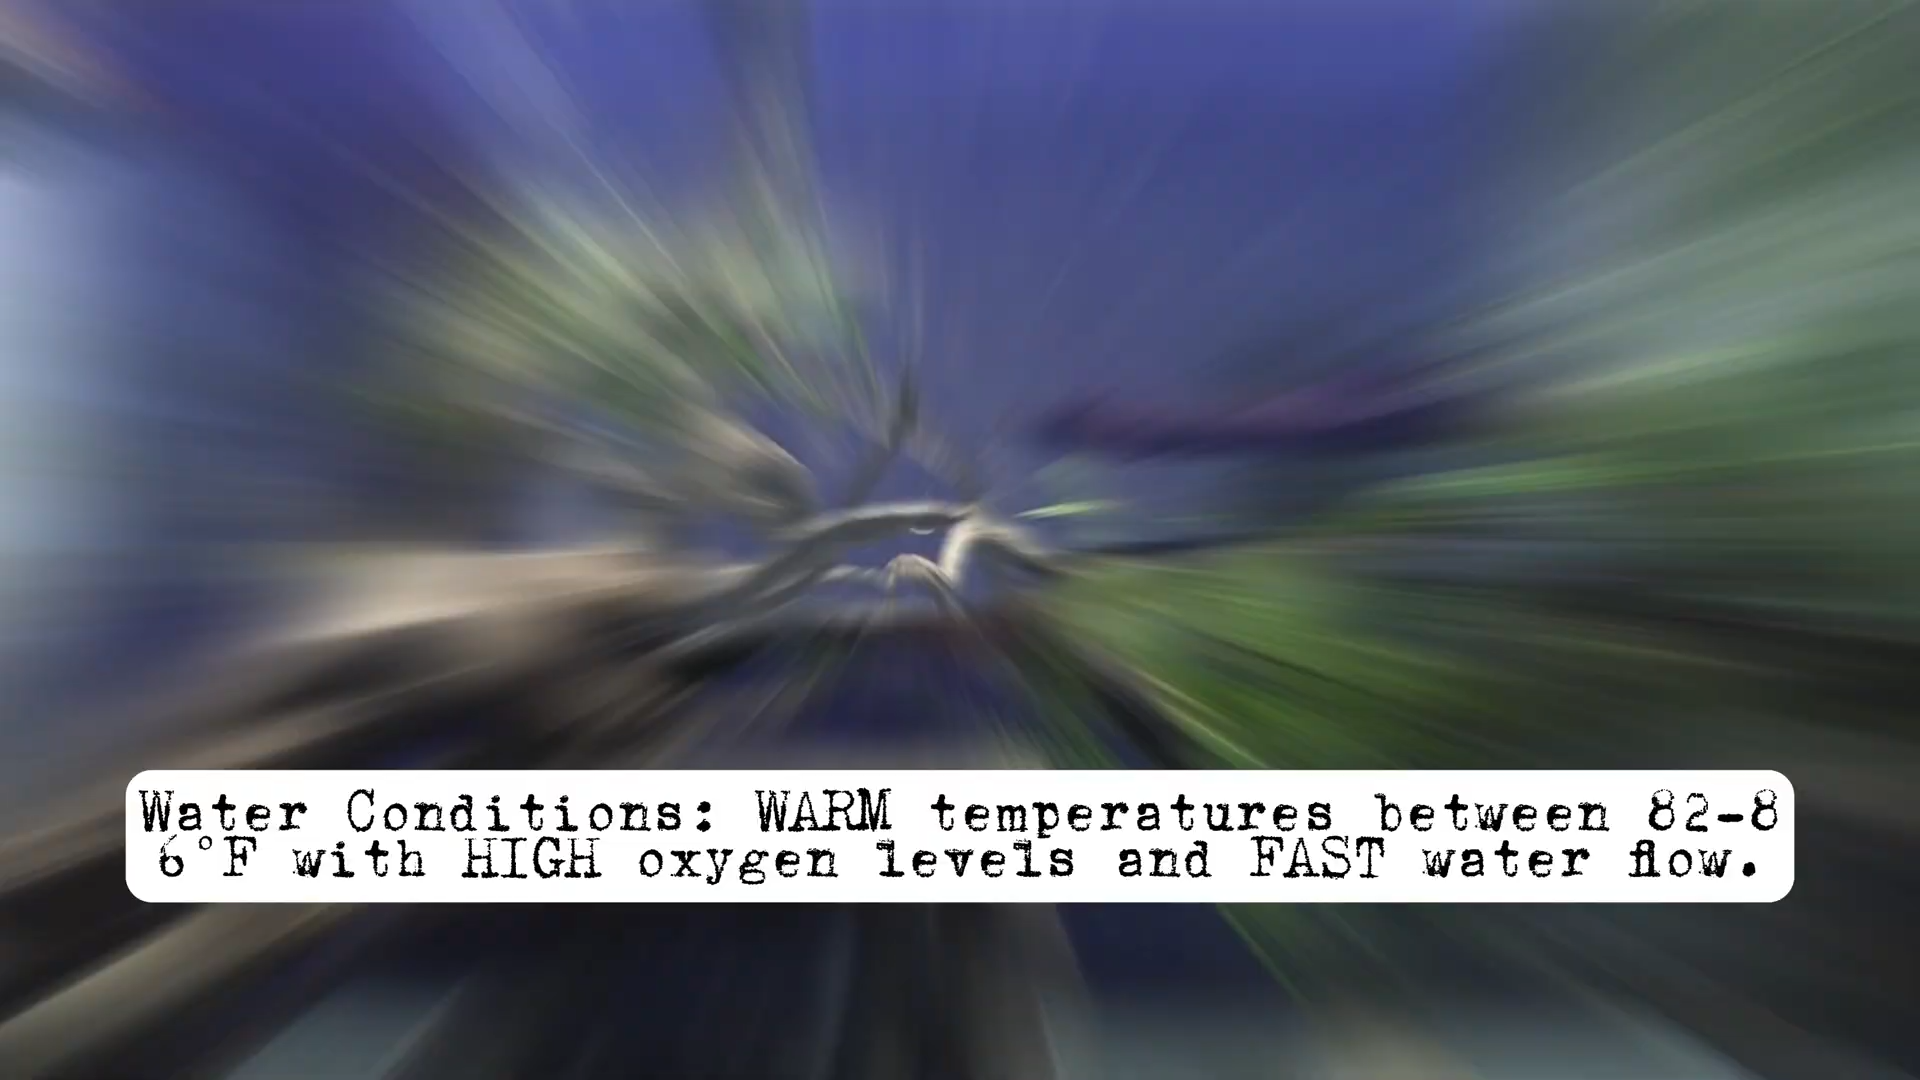 Water Conditions: WARM temperatures between 82-8
6°F with HIGH oxygen levels and FAST water flow.